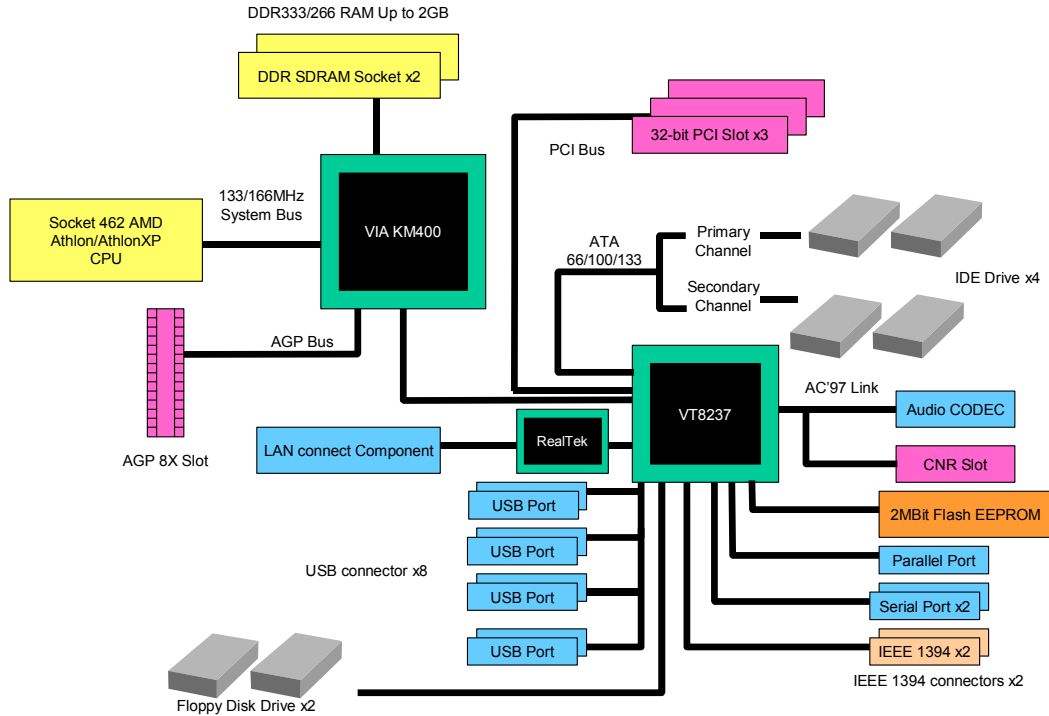 DDR333/266 RAM Up to 2GB
DDR SDRAM Socket x2
32-bit PCI Slot x3
PCI Bus
133/166MHz
System Bus
Socket 462 AMD
Athlon/AthlonXP
CPU
VIA KM400
ATA
66/100/133
Primary
Channel
Secondary
Channel
IDE Drive x4
AGP Bus
AGP 8X Slot
VT8237
AC'97 Link
Audio CODEC
CNR Slot
LAN connect Component
RealTek
2MBit Flash EEPROM
USB Port
USB Port
USB Port
USB Port
USB connector x8
Parallel Port
Serial Port x2
IEEE 1394 x2
IEEE 1394 connectors x2
Floppy Disk Drive x2